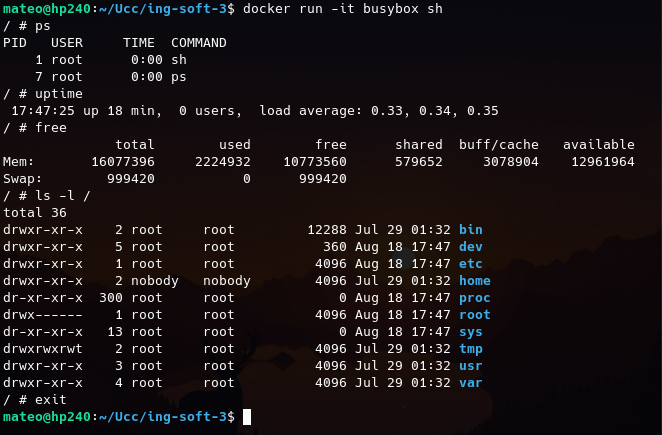 mateo@hp240:~/Ucc/ing-soft-3$ docker run -it busybox sh
/ # ps
PID   USER     TIME  COMMAND
    1 root      0:00 sh
    7 root      0:00 ps
/ # uptime
 17:47:25 up 18 min,  0 users,  load average: 0.33, 0.34, 0.35
/ # free
              total        used        free      shared  buff/cache   available
Mem:       16077396     2224932    10773560      579652     3078904    12961964
Swap:        999420           0      999420
/ # ls -l /
total 36
drwxr-xr-x    2 root     root         12288 Jul 29 01:32 bin
drwxr-xr-x    5 root     root           360 Aug 18 17:47 dev
drwxr-xr-x    1 root     root          4096 Aug 18 17:47 etc
drwxr-xr-x    2 nobody   nobody        4096 Jul 29 01:32 home
dr-xr-xr-x  300 root     root             0 Aug 18 17:47 proc
drwx------    1 root     root          4096 Aug 18 17:47 root
dr-xr-xr-x   13 root     root             0 Aug 18 17:47 sys
drwxrwxrwt    2 root     root          4096 Jul 29 01:32 tmp
drwxr-xr-x    3 root     root          4096 Jul 29 01:32 usr
drwxr-xr-x    4 root     root          4096 Jul 29 01:32 var
/ # exit
mateo@hp240:~/Ucc/ing-soft-3$